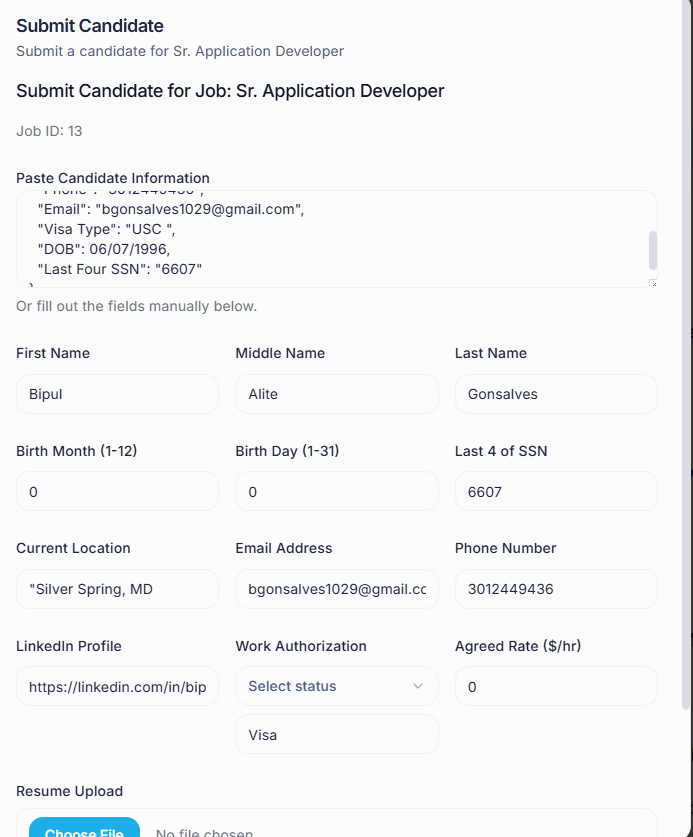 Submit Candidate
Submit a candidate for Sr. Application Developer
Submit Candidate for Job: Sr. Application Developer
Job ID: 13
Paste Candidate Information
"Phone": "3012449436",
"Email": "bgonsalves1029@gmail.com",
"Visa Type": "USC ",
"DOB": 06/07/1996,
"Last Four SSN": "6607"
Or fill out the fields manually below.
First Name Middle Name Last Name
Bipul Alite Gonsalves
Birth Month (1-12) Birth Day (1-31) Last 4 of SSN
0 0 6607
Current Location Email Address Phone Number
"Silver Spring, MD bgonsalves1029@gmail.cc 3012449436
LinkedIn Profile Work Authorization Agreed Rate ($/hr)
https://linkedin.com/in/bip Select status 0
Visa
Resume Upload
Choose File No file chosen